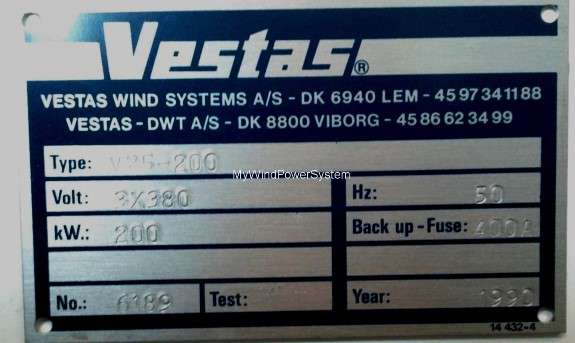 Vestas®
VESTAS WIND SYSTEMS A/S - DK 6940 LEM - 45 97 34 11 88
VESTAS - DWT A/S - DK 8800 VIBORG - 45 86 62 34 99
Type: V25-200
MyWindPowerSystem
Volt: 3X380 Hz: 50
kW.: 200 Back up-Fuse: 400A
No.: 6189 Test: Year: 1990
14 432-4